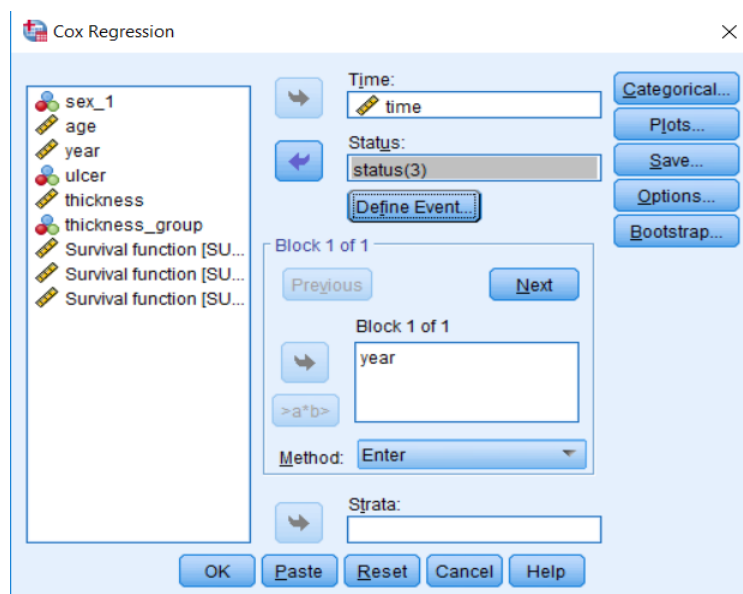 Cox Regression
sex_1
age
year
ulcer
thickness
thickness_group
Survival function [SU...
Survival function [SU...
Survival function [SU...
Time:
time
Status:
status(3)
Define Event...
Block 1 of 1
Previous
Next
Block 1 of 1
year
>a*b>
Method:
Enter
Strata:
Categorical...
Plots...
Save...
Options...
Bootstrap...
OK
Paste
Reset
Cancel
Help